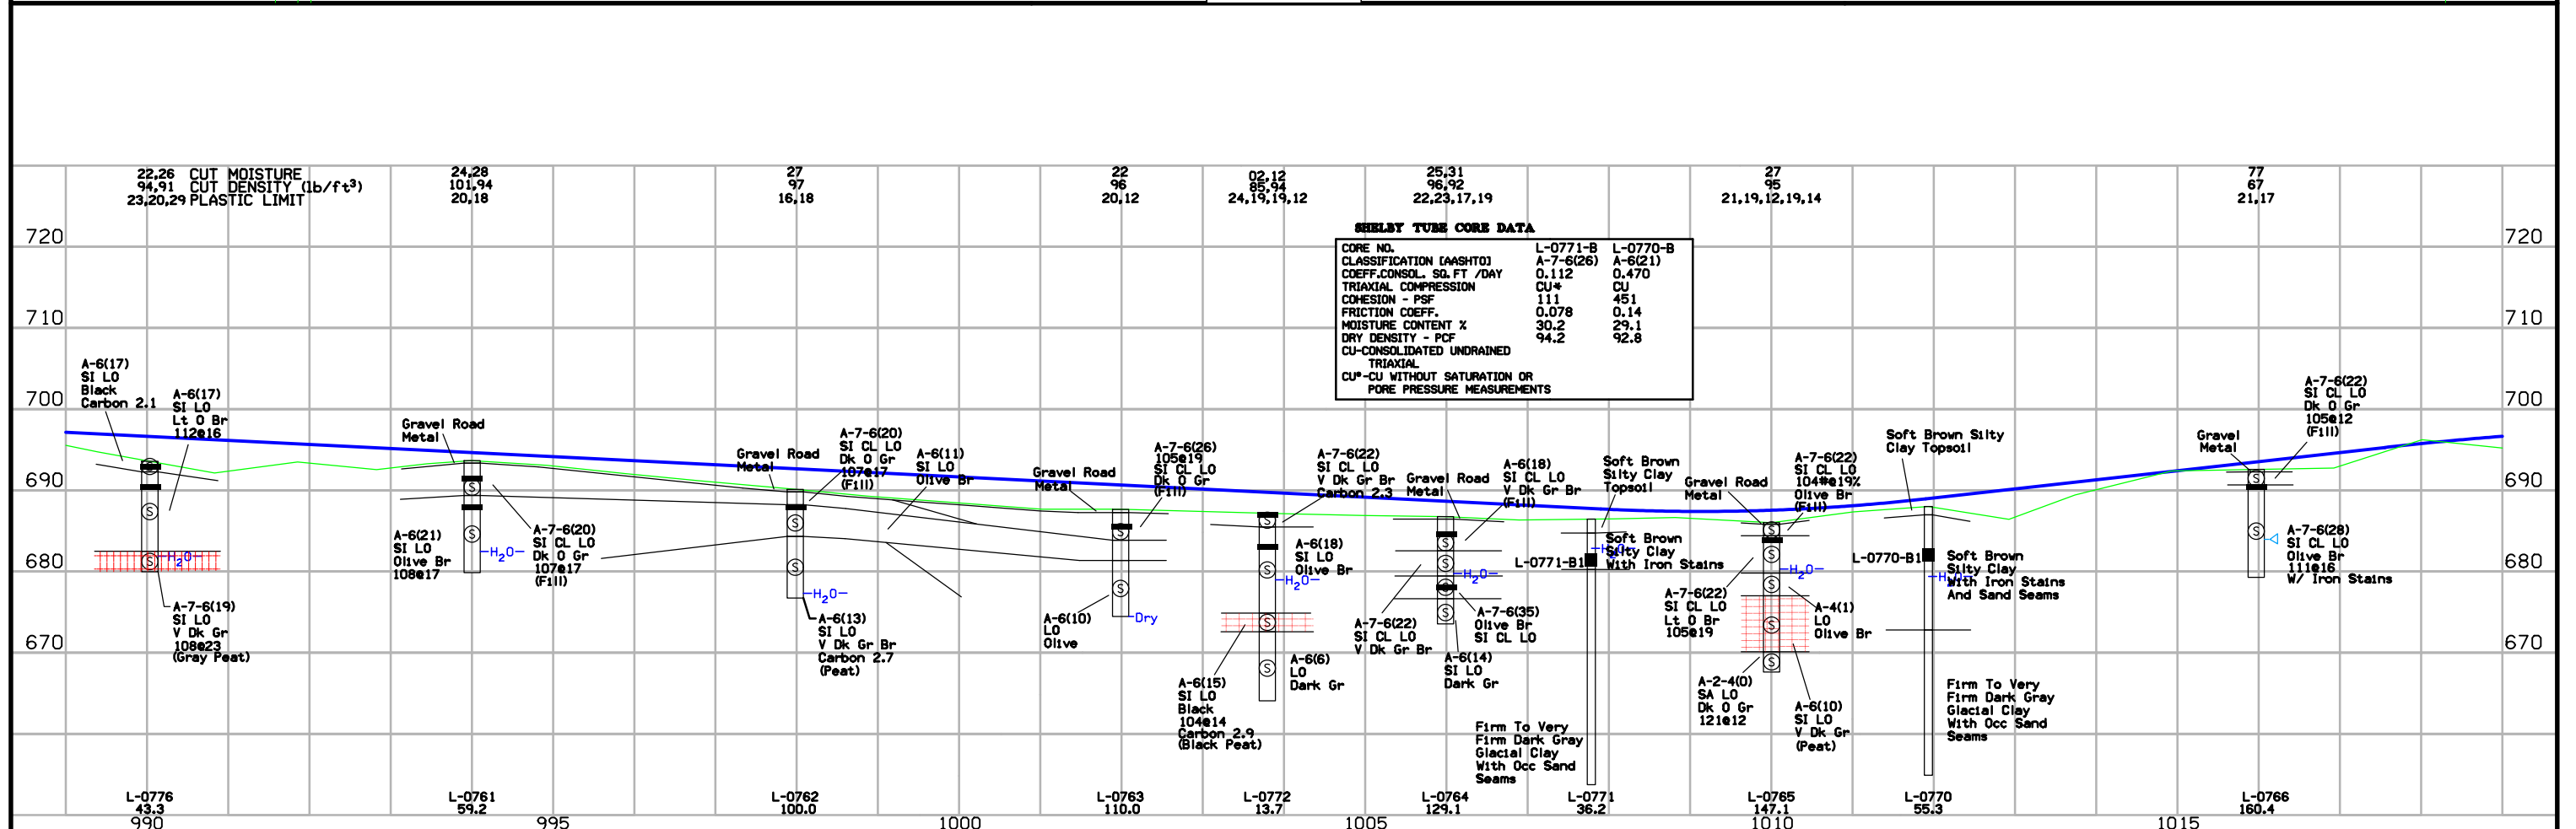 22,26 CUT MOISTURE
94,91 CUT DENSITY (lb/ft³)
23,20,29 PLASTIC LIMIT
24,28
101,94
20,18
27
97
16,18
22
96
20,12
02,12
85,94
24,19,19,12
25,31
96,92
22,23,17,19
27
95
21,19,12,19,14
77
67
21,17
SHELBY TUBE CORE DATA
CORE NO. L-0771-B L-0770-B
CLASSIFICATION [AASHTO] A-7-6(26) A-6(21)
COEFF.CONSOL. SQ.FT /DAY 0.112 0.470
TRIAXIAL COMPRESSION CU* CU
COHESION - PSF 111 451
FRICTION COEFF. 0.078 0.14
MOISTURE CONTENT % 30.2 29.1
DRY DENSITY - PCF 94.2 92.8
CU-CONSOLIDATED UNDRAINED
TRIAXIAL
CU*-CU WITHOUT SATURATION OR
PORE PRESSURE MEASUREMENTS
720
720
710
710
700
700
690
690
680
680
670
670
A-6(17)
SI LO
Black
Carbon 2.1
A-6(17)
SI LO
Lt O Br
112@16
S
S
S
H₂O
A-7-6(19)
SI LO
V Dk Gr
108@23
(Gray Peat)
Gravel Road
Metal
S
S
H₂O
A-6(21)
SI LO
Olive Br
108@17
A-7-6(20)
SI CL LO
Dk O Gr
107@17
(Fill)
Gravel Road
Metal
A-7-6(20)
SI CL LO
Dk O Gr
107@17
(Fill)
A-6(11)
SI LO
Olive Br
S
S
H₂O
A-6(13)
SI LO
V Dk Gr Br
Carbon 2.7
(Peat)
Gravel Road
Metal
A-7-6(26)
105@19
SI CL LO
Dk O Gr
(Fill)
S
S
Dry
A-6(10)
LO
Olive
A-7-6(22)
SI CL LO
V Dk Gr Br
Carbon 2.3
S
S
S
S
A-6(18)
SI LO
Olive Br
H₂O
A-6(15)
SI LO
Black
104@14
Carbon 2.9
(Black Peat)
A-6(6)
LO
Dark Gr
Gravel Road
Metal
A-6(18)
SI LO
V Dk Gr Br
(Fill)
S
S
S
S
H₂O
A-7-6(22)
SI CL LO
V Dk Gr Br
A-7-6(35)
Olive Br
SI CL LO
A-6(14)
SI LO
Dark Gr
Soft Brown
Silty Clay
Topsoil
H₂O
Soft Brown
Silty Clay
With Iron Stains
L-0771-B1
Firm To Very
Firm Dark Gray
Glacial Clay
With Occ Sand
Seams
Gravel Road
Metal
A-7-6(22)
SI CL LO
104#@19%
Olive Br
(Fill)
S
S
S
S
S
H₂O
A-7-6(22)
SI CL LO
Lt O Br
105@19
A-4(1)
LO
Olive Br
A-2-4(0)
SA LO
Dk O Gr
121@12
A-6(10)
SI LO
V Dk Gr
(Peat)
Soft Brown Silty
Clay Topsoil
L-0770-B1
H₂O
Soft Brown
Silty Clay
With Iron Stains
And Sand Seams
Firm To Very
Firm Dark Gray
Glacial Clay
With Occ Sand
Seams
Gravel
Metal
A-7-6(22)
SI CL LO
Dk O Gr
105@12
(Fill)
S
S
A-7-6(28)
SI CL LO
Olive Br
111@16
W/ Iron Stains
L-0776
43.3
L-0761
59.2
L-0762
100.0
L-0763
110.0
L-0772
13.7
L-0764
129.1
L-0771
36.2
L-0765
147.1
L-0770
55.3
L-0766
160.4
990
995
1000
1005
1010
1015